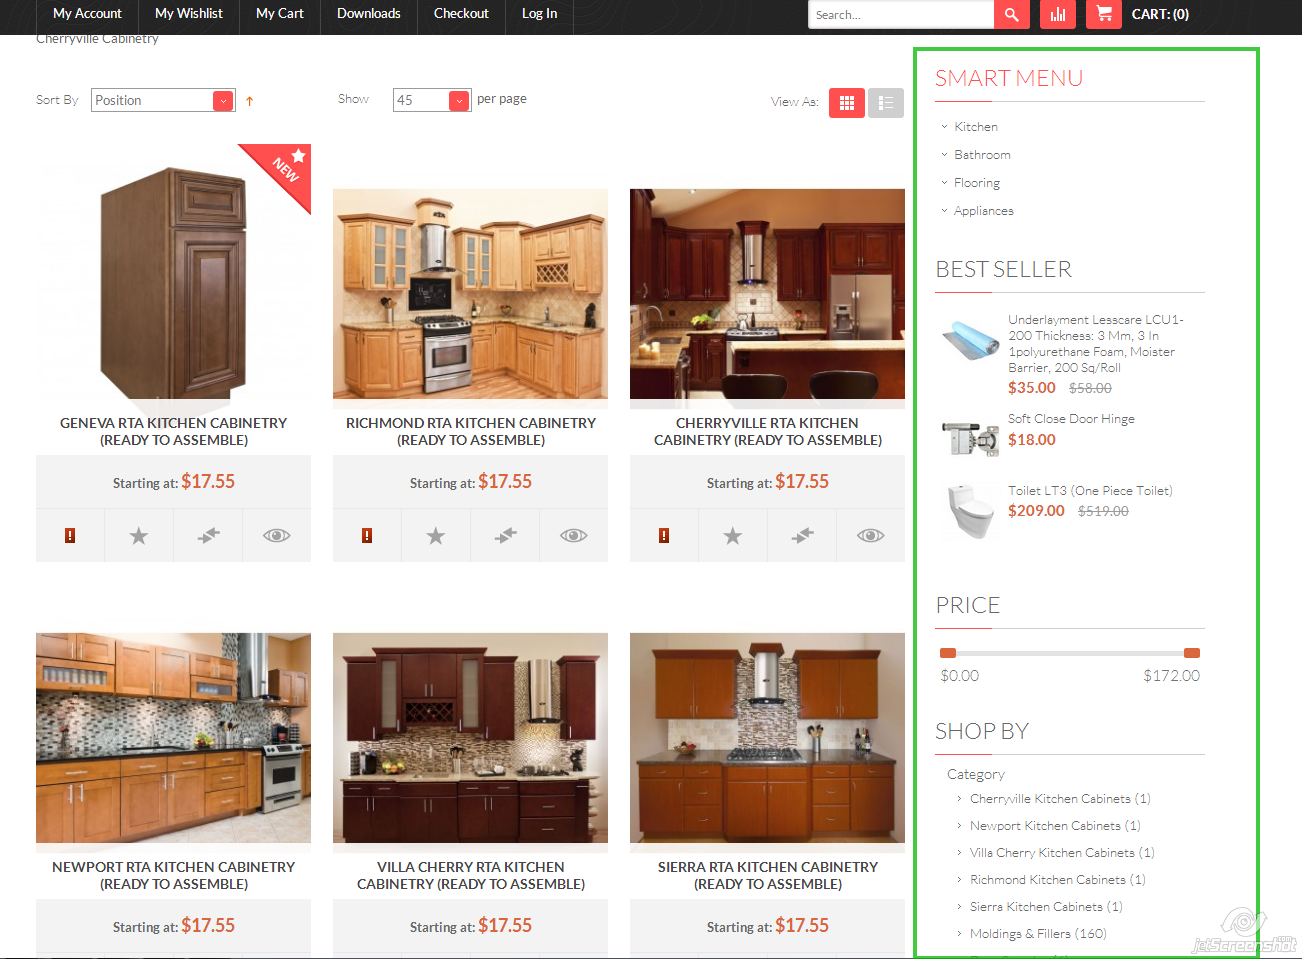 My Account
My Wishlist
My Cart
Downloads
Checkout
Log In
Search...
CART: (0)
Cherryville Cabinetry
Sort By
Position
Show
45
per page
View As:
NEW
GENEVA RTA KITCHEN CABINETRY
(READY TO ASSEMBLE)
Starting at: $17.55
RICHMOND RTA KITCHEN CABINETRY
(READY TO ASSEMBLE)
Starting at: $17.55
CHERRYVILLE RTA KITCHEN
CABINETRY (READY TO ASSEMBLE)
Starting at: $17.55
NEWPORT RTA KITCHEN CABINETRY
(READY TO ASSEMBLE)
Starting at: $17.55
VILLA CHERRY RTA KITCHEN
CABINETRY (READY TO ASSEMBLE)
Starting at: $17.55
SIERRA RTA KITCHEN CABINETRY
(READY TO ASSEMBLE)
Starting at: $17.55
SMART MENU
Kitchen
Bathroom
Flooring
Appliances
BEST SELLER
Underlayment Lesscare LCU1-
200 Thickness: 3 Mm, 3 In
1polyurethane Foam, Moister
Barrier, 200 Sq/Roll
$35.00 $58.00
Soft Close Door Hinge
$18.00
Toilet LT3 (One Piece Toilet)
$209.00 $519.00
PRICE
$0.00
$172.00
SHOP BY
Category
Cherryville Kitchen Cabinets (1)
Newport Kitchen Cabinets (1)
Villa Cherry Kitchen Cabinets (1)
Richmond Kitchen Cabinets (1)
Sierra Kitchen Cabinets (1)
Moldings & Fillers (160)
jetScreenshot
.com